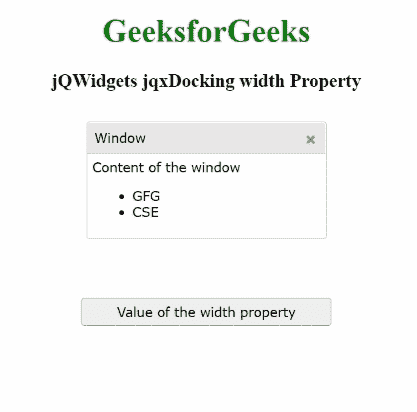 GeeksforGeeks
jQWidgets jqxDocking width Property
Window ×
Content of the window
• GFG
• CSE
Value of the width property